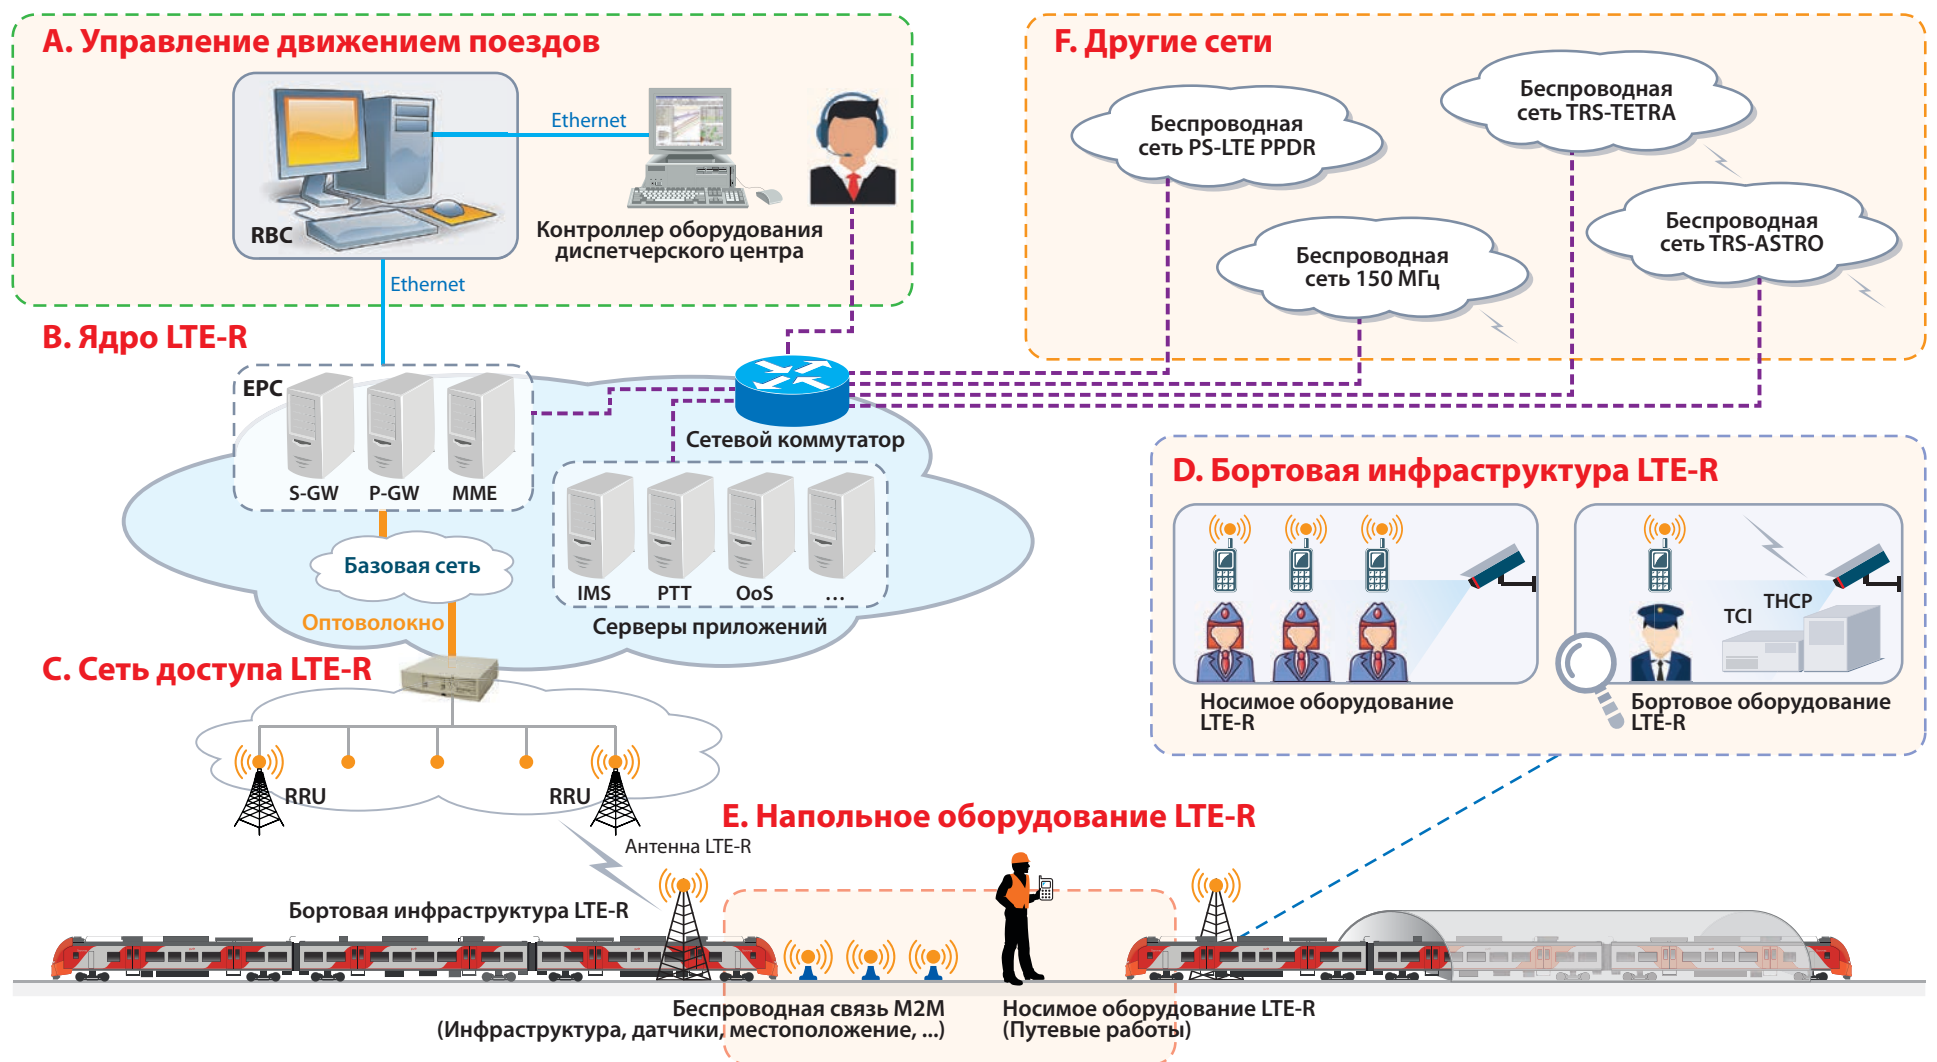 A. Управление движением поездов
Ethernet
RBC
Контроллер оборудования
диспетчерского центра
Ethernet
F. Другие сети
Беспроводная
сеть PS-LTE PPDR
Беспроводная
сеть TRS-TETRA
Беспроводная
сеть TRS-ASTRO
Беспроводная
сеть 150 МГц
B. Ядро LTE-R
EPC
S-GW
P-GW
MME
Сетевой коммутатор
Базовая сеть
IMS
PTT
OoS
...
Серверы приложений
Оптоволокно
C. Сеть доступа LTE-R
RRU
RRU
D. Бортовая инфраструктура LTE-R
Носимое оборудование
LTE-R
THCP
TCI
Бортовое оборудование
LTE-R
E. Напольное оборудование LTE-R
Антенна LTE-R
Бортовая инфраструктура LTE-R
Беспроводная связь M2M
(Инфраструктура, датчики, местоположение, ...)
Носимое оборудование LTE-R
(Путевые работы)